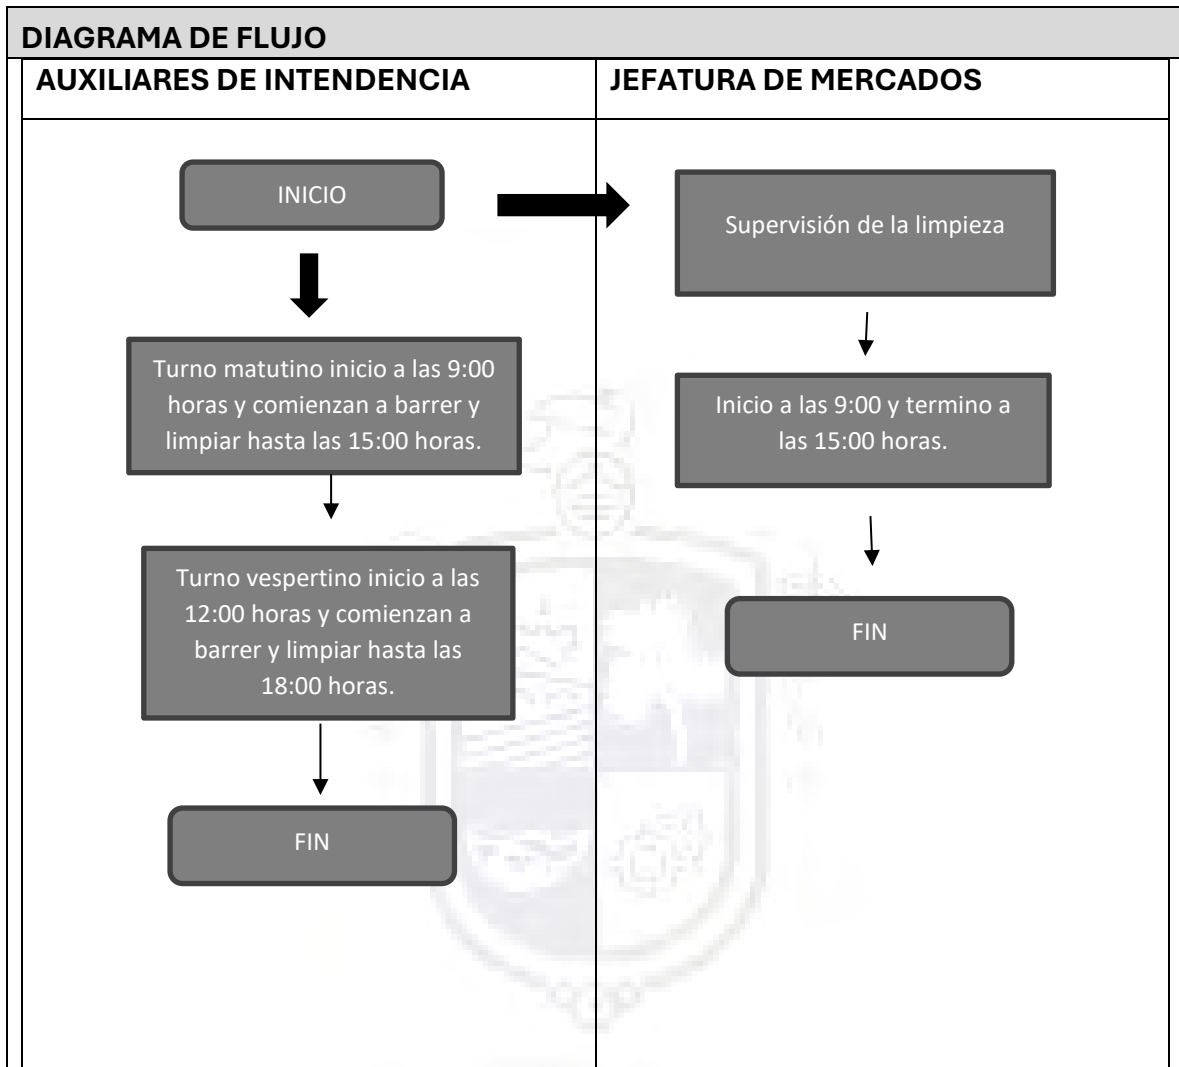 DIAGRAMA DE FLUJO
AUXILIARES DE INTENDENCIA
JEFATURA DE MERCADOS
INICIO
Turno matutino inicio a las 9:00
horas y comienzan a barrer y
limpiar hasta las 15:00 horas.
Turno vespertino inicio a las
12:00 horas y comienzan a
barrer y limpiar hasta las
18:00 horas.
FIN
Supervisión de la limpieza
Inicio a las 9:00 y termino a
las 15:00 horas.
FIN